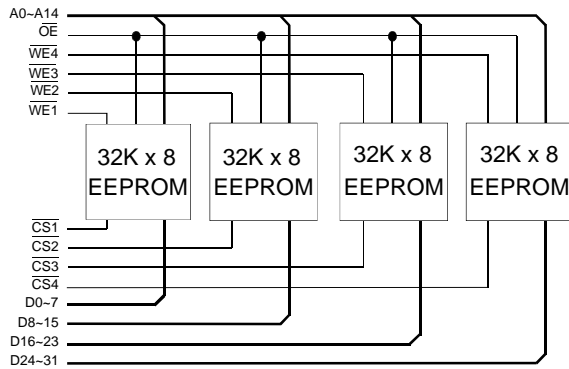 A0~A14
OE
WE4
WE3
WE2
WE1
32K x 8
EEPROM
32K x 8
EEPROM
32K x 8
EEPROM
32K x 8
EEPROM
CS1
CS2
CS3
CS4
D0~7
D8~15
D16~23
D24~31